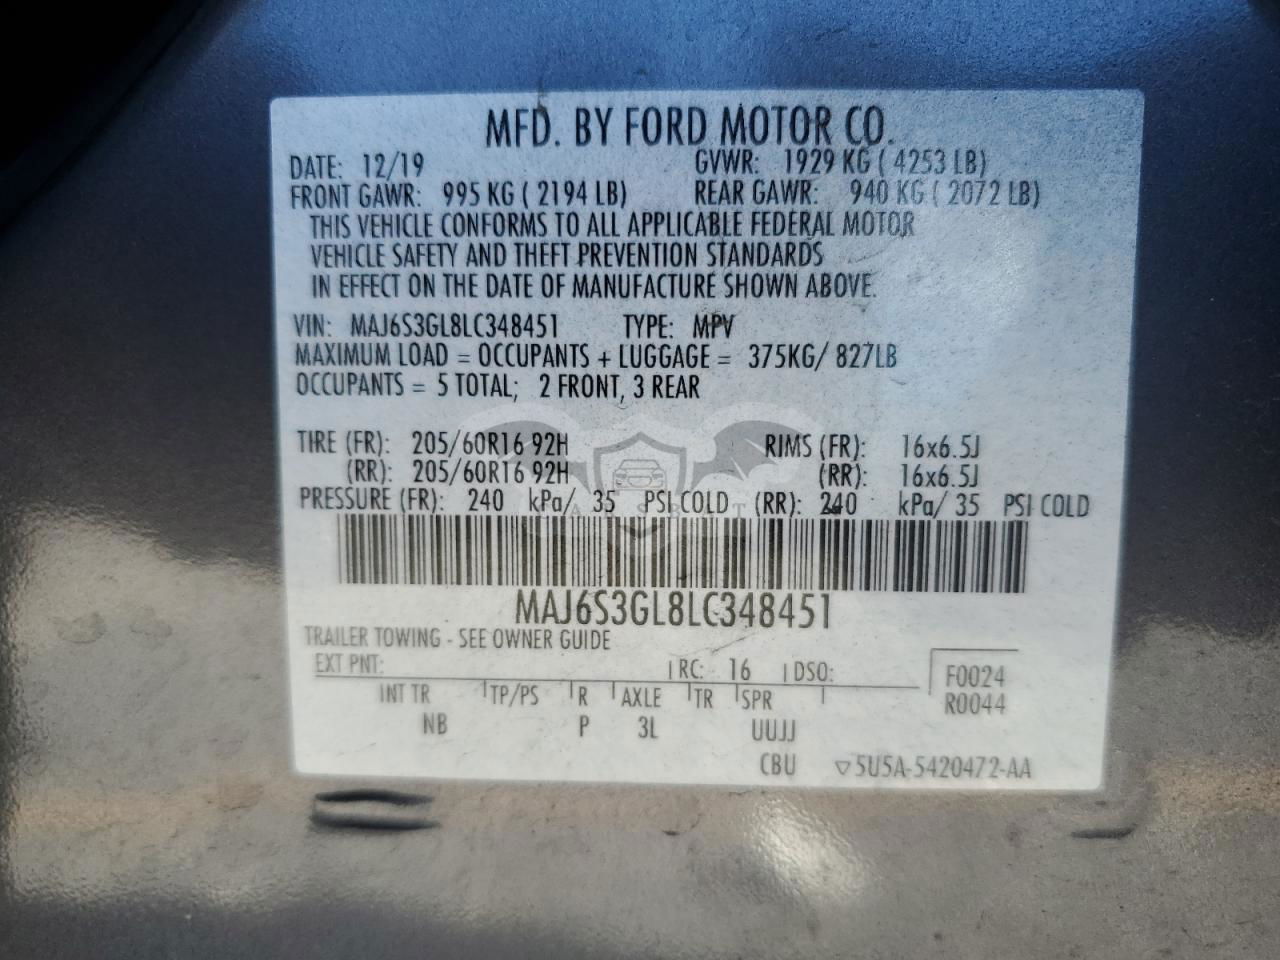 MFD. BY FORD MOTOR CO.
DATE: 12/19 GVWR: 1929 KG ( 4253 LB)
FRONT GAWR: 995 KG ( 2194 LB) REAR GAWR: 940 KG ( 2072 LB)
THIS VEHICLE CONFORMS TO ALL APPLICABLE FEDERAL MOTOR
VEHICLE SAFETY AND THEFT PREVENTION STANDARDS
IN EFFECT ON THE DATE OF MANUFACTURE SHOWN ABOVE.
VIN: MAJ6S3GL8LC348451 TYPE: MPV
MAXIMUM LOAD = OCCUPANTS + LUGGAGE = 375KG/ 827LB
OCCUPANTS = 5 TOTAL; 2 FRONT, 3 REAR
TIRE (FR): 205/60R16 92H RIMS (FR): 16x6.5J
(RR): 205/60R16 92H (RR): 16x6.5J
PRESSURE (FR): 240 kPa/ 35 PSI COLD (RR): 240 kPa/ 35 PSI COLD
MAJ6S3GL8LC348451
TRAILER TOWING - SEE OWNER GUIDE
EXT PNT: RC: 16 DSO: F0024
INT TR TP/PS R AXLE TR SPR R0044
NB P 3L UUJJ
CBU ▽5U5A-5420472-AA